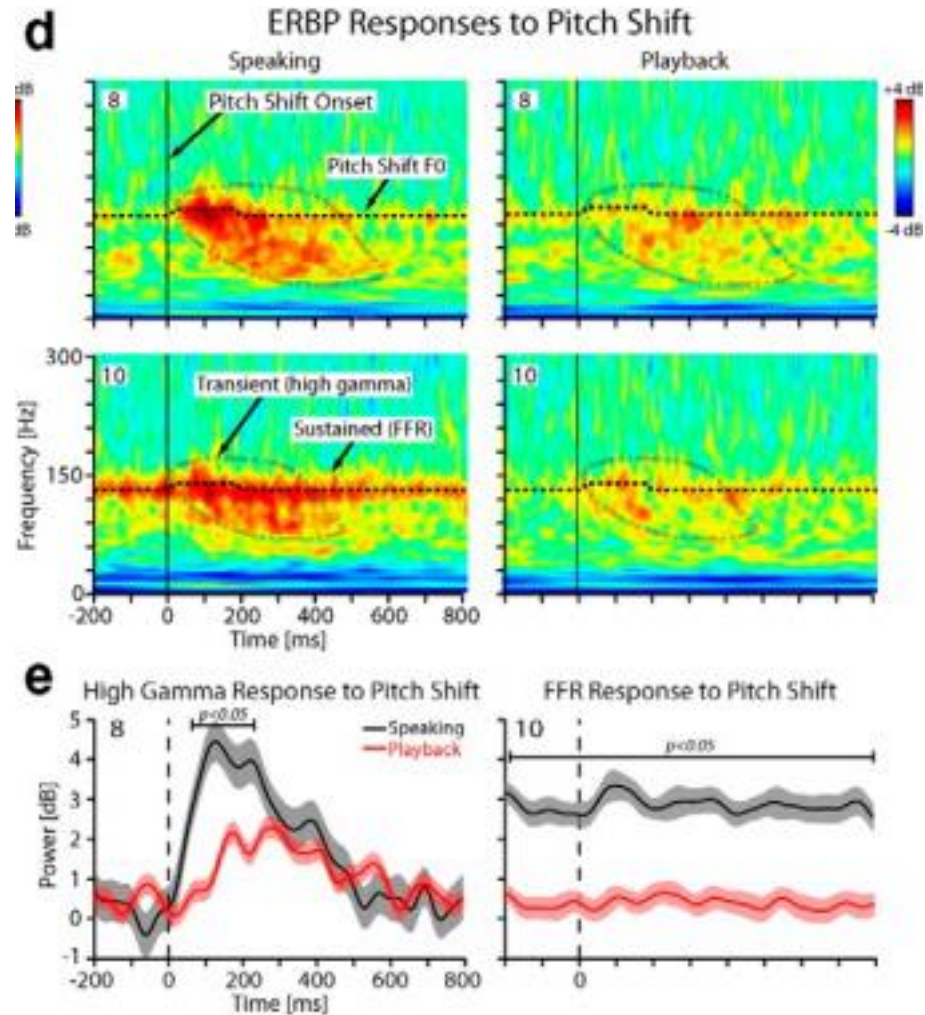 d
ERBP Responses to Pitch Shift
Speaking
Playback
dB
dB
8
Pitch Shift Onset
Pitch Shift F0
8
+4 dB
-4 dB
300
150
0
Frequency [Hz]
10
Transient (high gamma)
Sustained (FFR)
10
-200 0 200 400 600 800
Time [ms]
e
High Gamma Response to Pitch Shift
FFR Response to Pitch Shift
5
4
3
2
1
0
-1
Power [dB]
8
p<0.05
Speaking
Playback
10
p<0.05
-200 0 200 400 600 800
Time [ms]
0